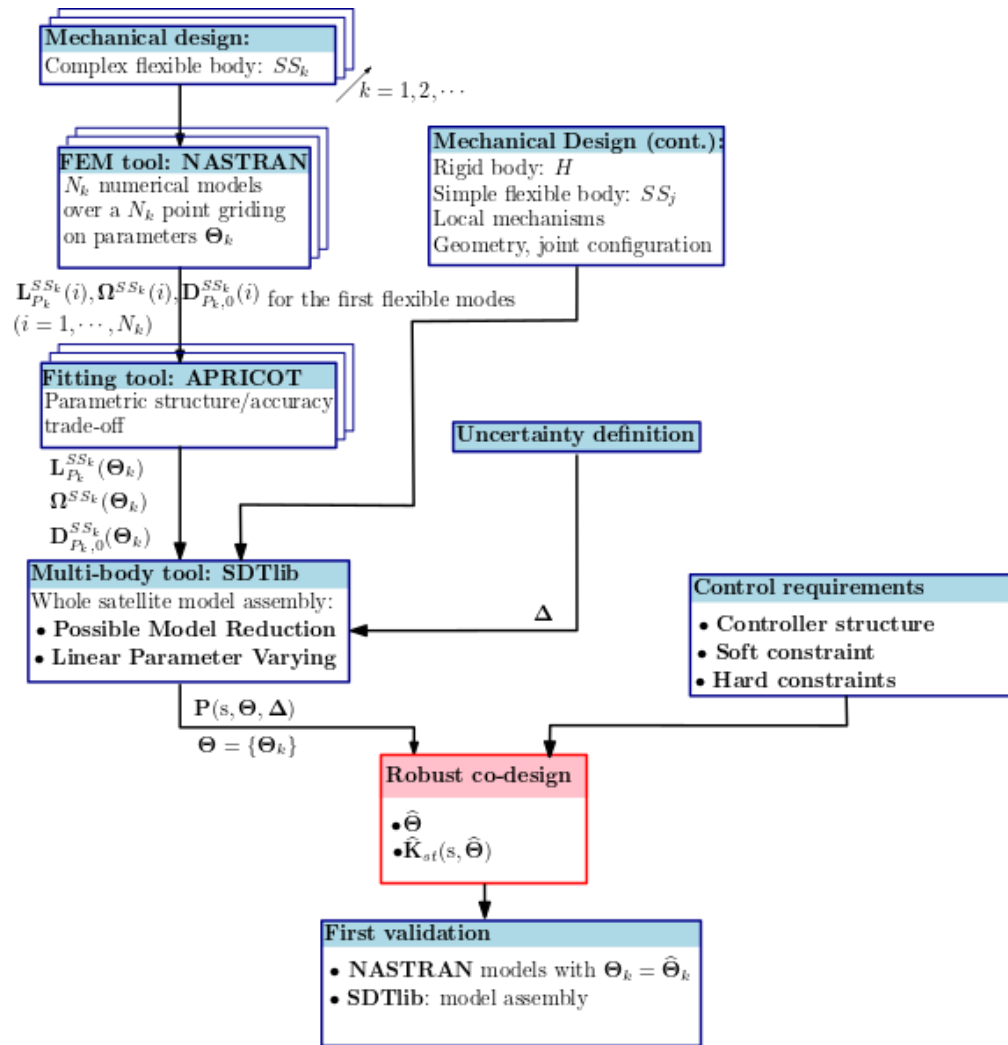 Mechanical design:
Complex flexible body: SS_k
k = 1, 2, ⋯
FEM tool: NASTRAN
N_k numerical models
over a N_k point griding
on parameters Θ_k
Mechanical Design (cont.):
Rigid body: H
Simple flexible body: SS_j
Local mechanisms
Geometry, joint configuration
L_{P_k}^{SS_k}(i), Ω^{SS_k}(i), D_{P_k,0}^{SS_k}(i) for the first flexible modes
(i = 1, ⋯, N_k)
Fitting tool: APRICOT
Parametric structure/accuracy
trade-off
Uncertainty definition
L_{P_k}^{SS_k}(Θ_k)
Ω^{SS_k}(Θ_k)
D_{P_k,0}^{SS_k}(Θ_k)
Multi-body tool: SDTlib
Whole satellite model assembly:
• Possible Model Reduction
• Linear Parameter Varying
Δ
Control requirements
• Controller structure
• Soft constraint
• Hard constraints
P(s, Θ, Δ)
Θ = {Θ_k}
Robust co-design
•Θ̂
•K̂_{st}(s, Θ̂)
First validation
• NASTRAN models with Θ_k = Θ̂_k
• SDTlib: model assembly